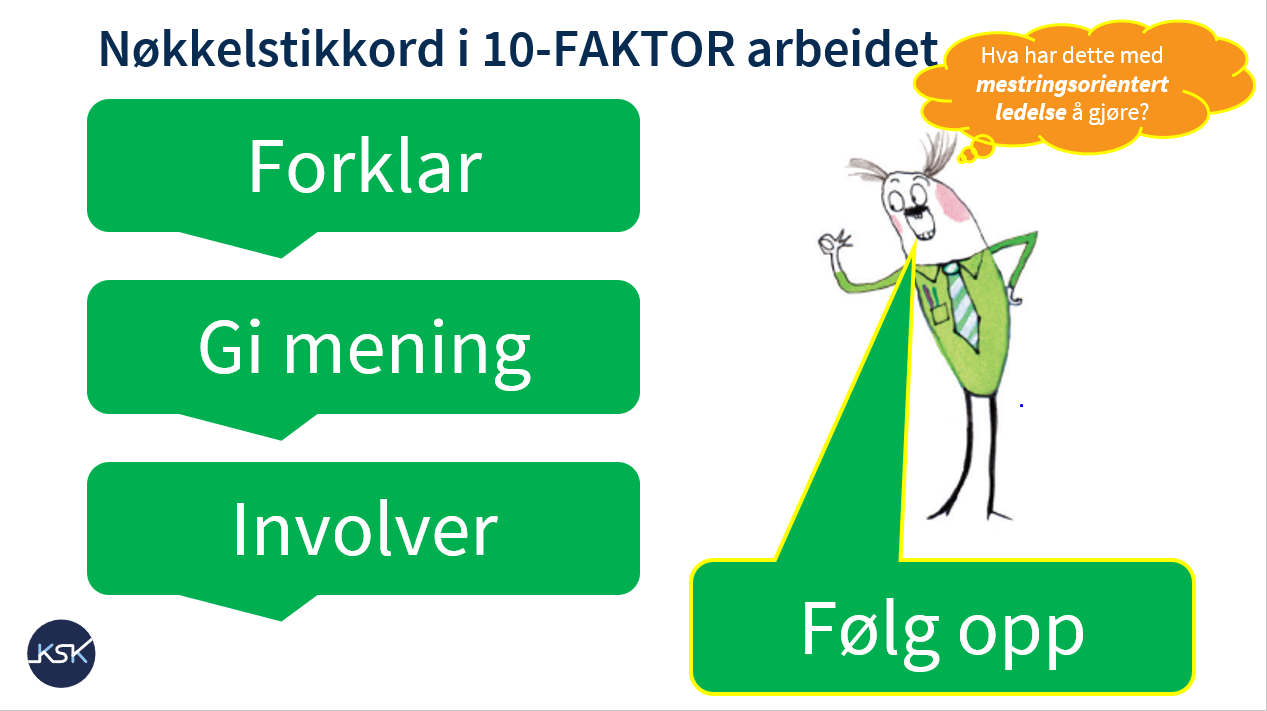 Nøkkelstikkord i 10-FAKTOR arbeidet
Hva har dette med
mestringsorientert
ledelse å gjøre?
Forklar
Gi mening
Involver
Følg opp
KSK